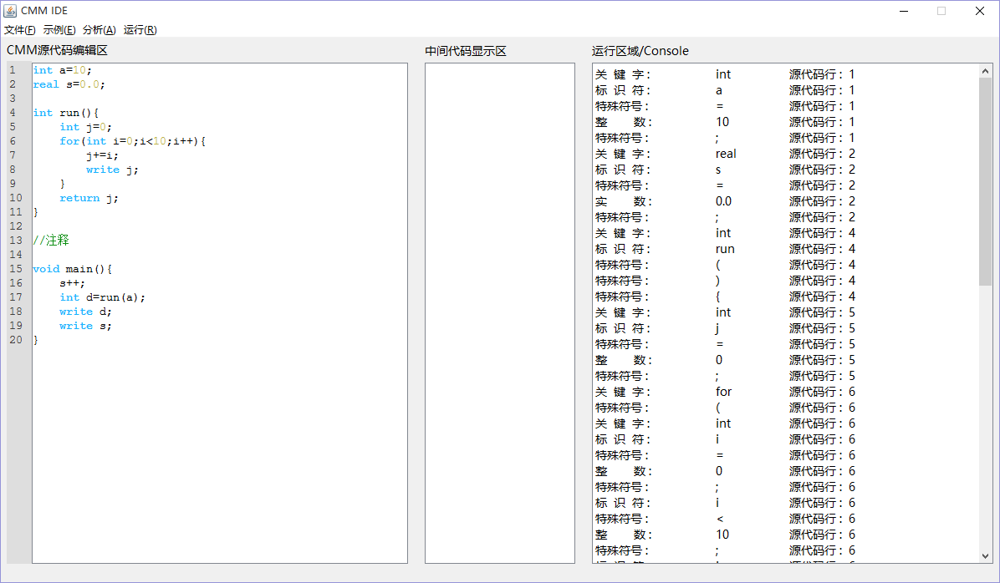 CMM IDE
文件(F) 示例(E) 分析(A) 运行(R)
CMM源代码编辑区
1 int a=10;
2 real s=0.0;
3
4 int run(){
5     int j=0;
6     for(int i=0;i<10;i++){
7         j+=i;
8         write j;
9     }
10     return j;
11 }
12
13 //注释
14
15 void main(){
16     s++;
17     int d=run(a);
18     write d;
19     write s;
20 }
中间代码显示区
运行区域/Console
关 键 字: int 源代码行: 1
标 识 符: a 源代码行: 1
特殊符号: = 源代码行: 1
整 数: 10 源代码行: 1
特殊符号: ; 源代码行: 1
关 键 字: real 源代码行: 2
标 识 符: s 源代码行: 2
特殊符号: = 源代码行: 2
实 数: 0.0 源代码行: 2
特殊符号: ; 源代码行: 2
关 键 字: int 源代码行: 4
标 识 符: run 源代码行: 4
特殊符号: ( 源代码行: 4
特殊符号: ) 源代码行: 4
特殊符号: { 源代码行: 4
关 键 字: int 源代码行: 5
标 识 符: j 源代码行: 5
特殊符号: = 源代码行: 5
整 数: 0 源代码行: 5
特殊符号: ; 源代码行: 5
关 键 字: for 源代码行: 6
特殊符号: ( 源代码行: 6
关 键 字: int 源代码行: 6
标 识 符: i 源代码行: 6
特殊符号: = 源代码行: 6
整 数: 0 源代码行: 6
特殊符号: ; 源代码行: 6
标 识 符: i 源代码行: 6
特殊符号: < 源代码行: 6
整 数: 10 源代码行: 6
特殊符号: ; 源代码行: 6